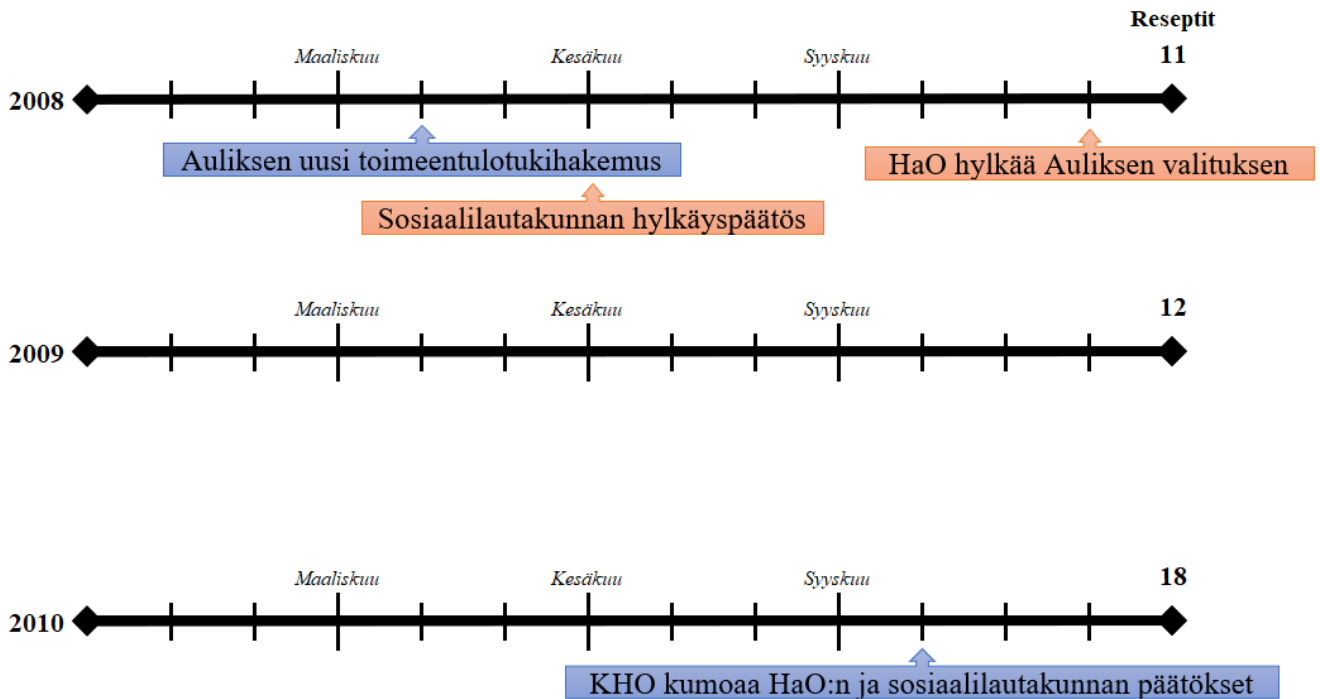 Reseptit
Maaliskuu Kesäkuu Syyskuu 11
2008
Auliksen uusi toimeentulotukihakemus HaO hylkää Auliksen valituksen
Sosiaalilautakunnan hylkäyspäätös
Maaliskuu Kesäkuu Syyskuu 12
2009
Maaliskuu Kesäkuu Syyskuu 18
2010
KHO kumoaa HaO:n ja sosiaalilautakunnan päätökset